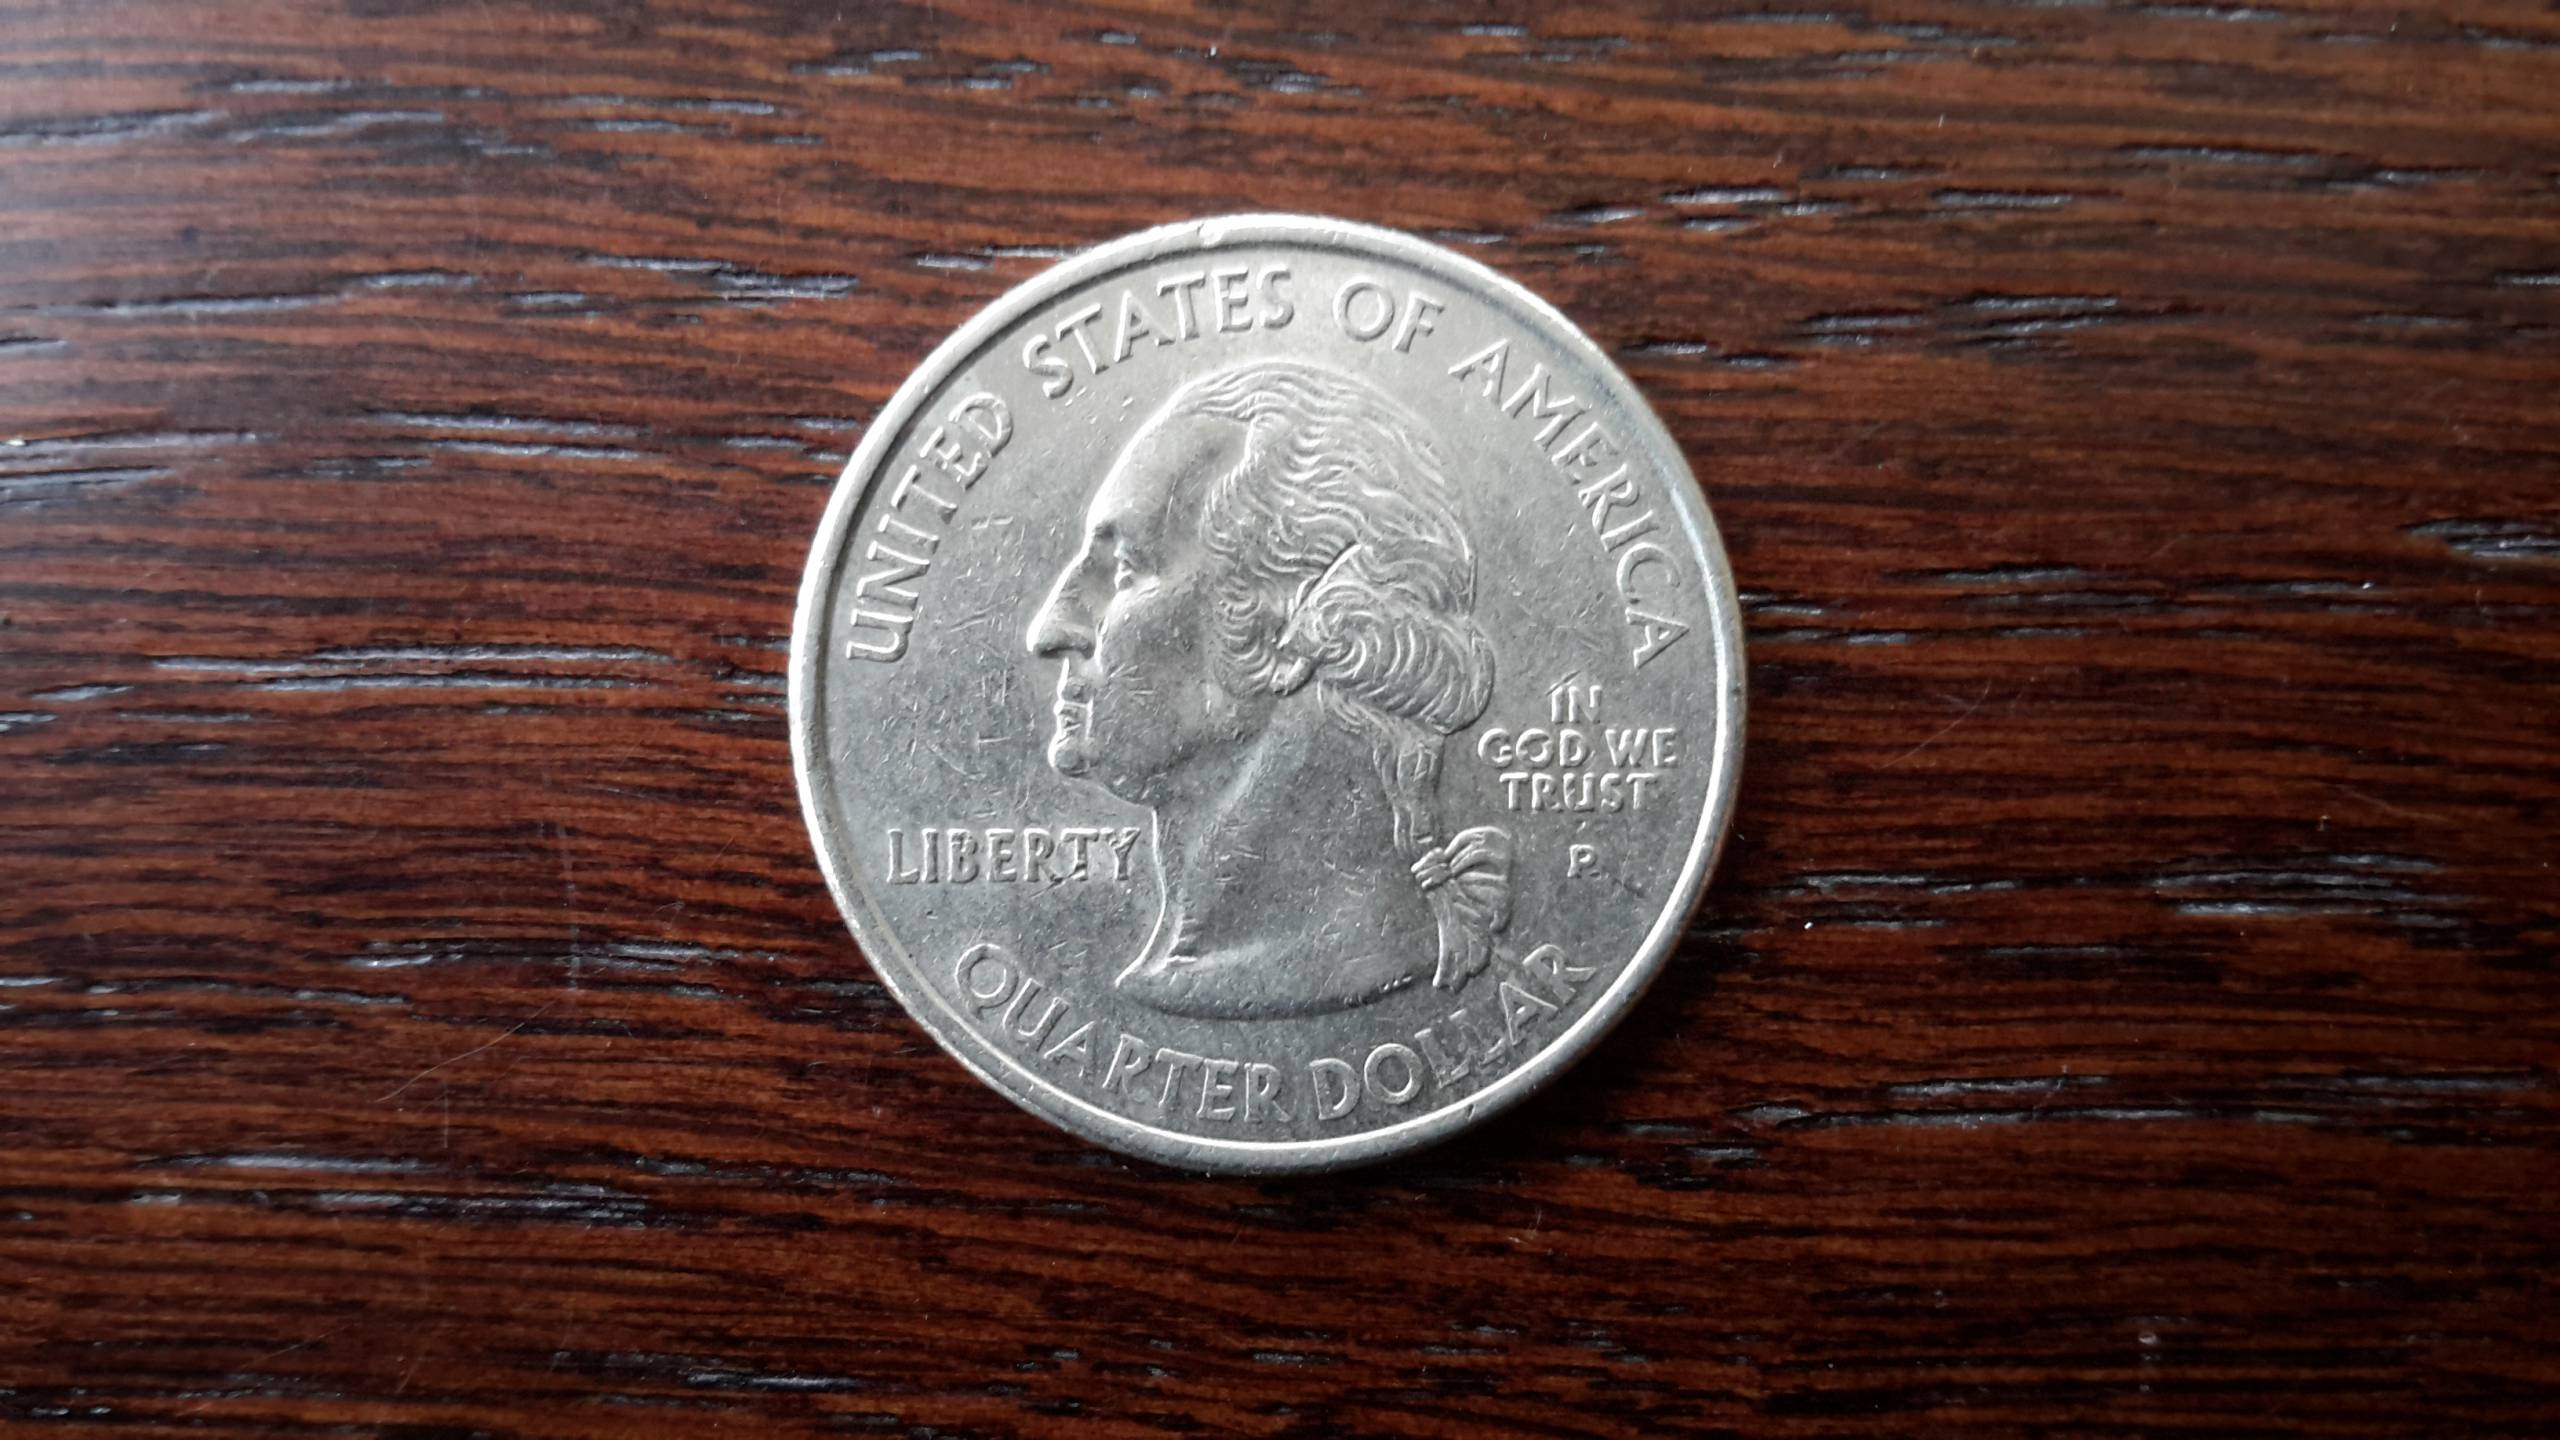 UNITED STATES OF AMERICA
LIBERTY
IN
GOD WE
TRUST
P
QUARTER DOLLAR